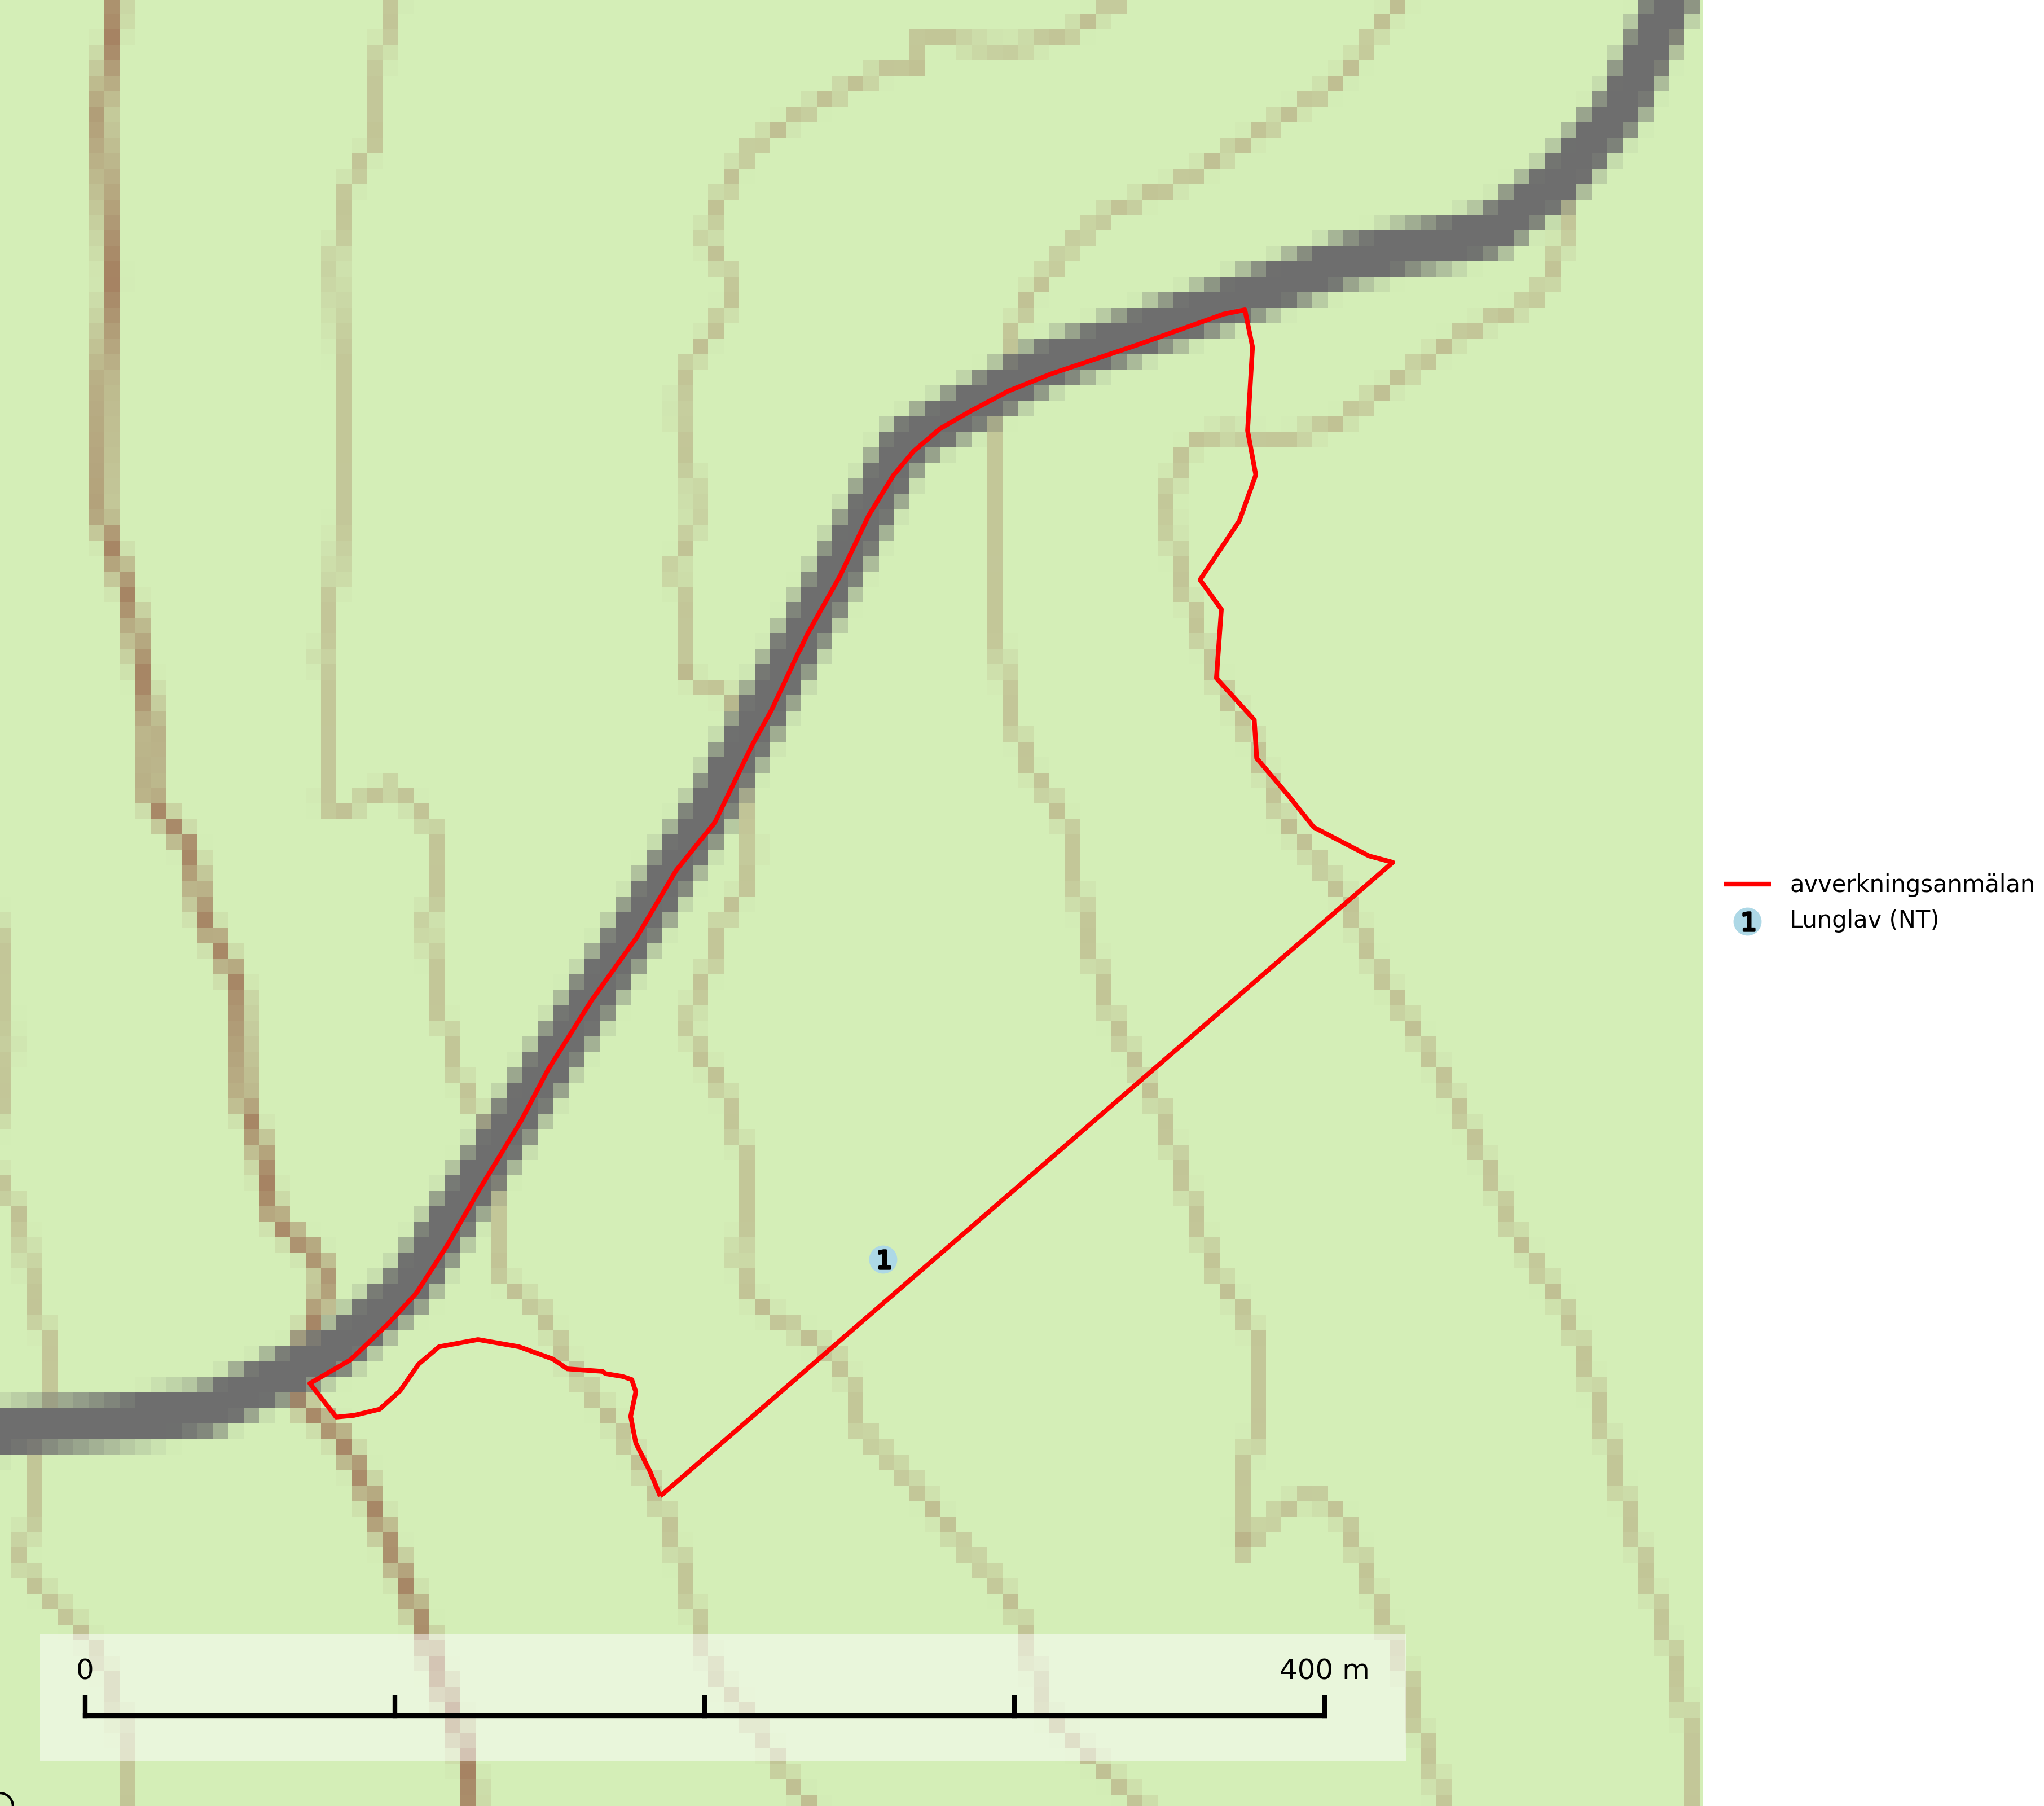 avverkningsanmälan
1 Lunglav (NT)
1
0 400 m